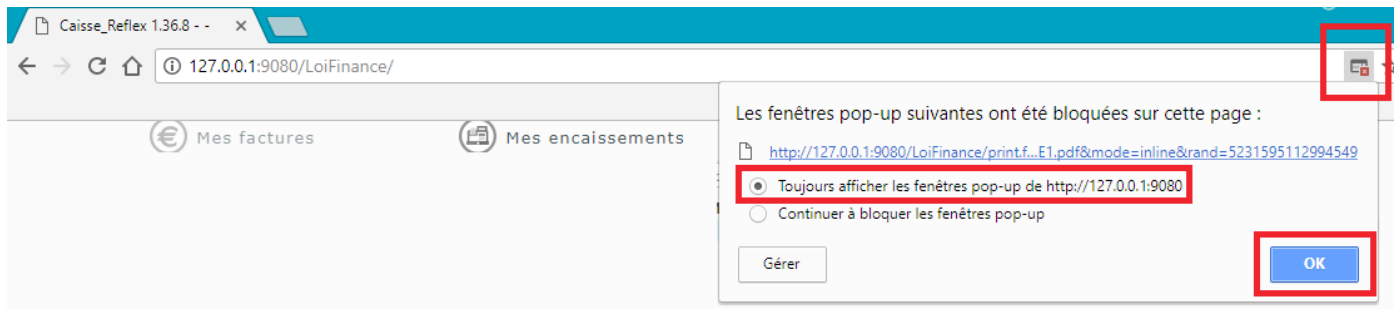 Caisse_Reflex 1.36.8 - -
127.0.0.1:9080/LoiFinance/
Mes factures
Mes encaissements
Les fenêtres pop-up suivantes ont été bloquées sur cette page :
http://127.0.0.1:9080/LoiFinance/print.f...E1.pdf&mode=inline&rand=5231595112994549
Toujours afficher les fenêtres pop-up de http://127.0.0.1:9080
Continuer à bloquer les fenêtres pop-up
Gérer
OK